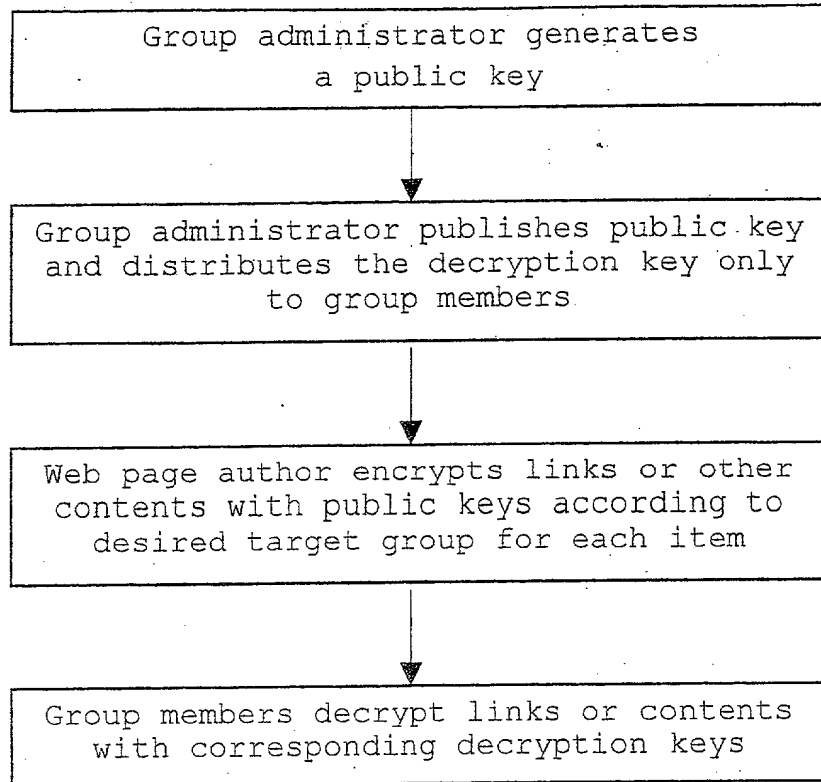 Group administrator generates
a public key
Group administrator publishes public key
and distributes the decryption key only
to group members
Web page author encrypts links or other
contents with public keys according to
desired target group for each item
Group members decrypt links or contents
with corresponding decryption keys